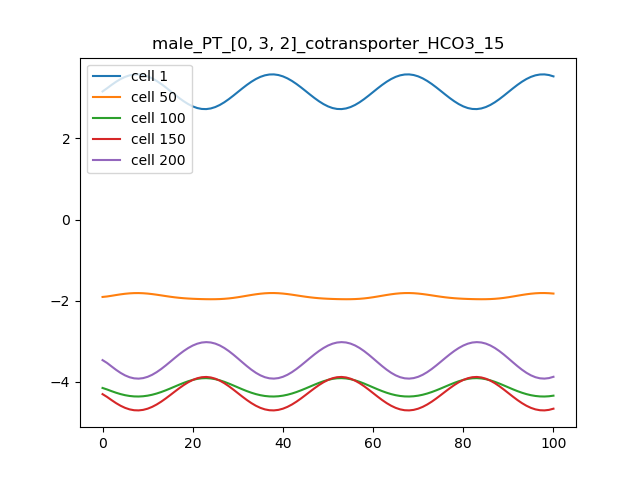 male_PT_[0, 3, 2]_cotransporter_HCO3_15
cell 1
cell 50
cell 100
cell 150
cell 200
2
0
−2
−4
0 20 40 60 80 100